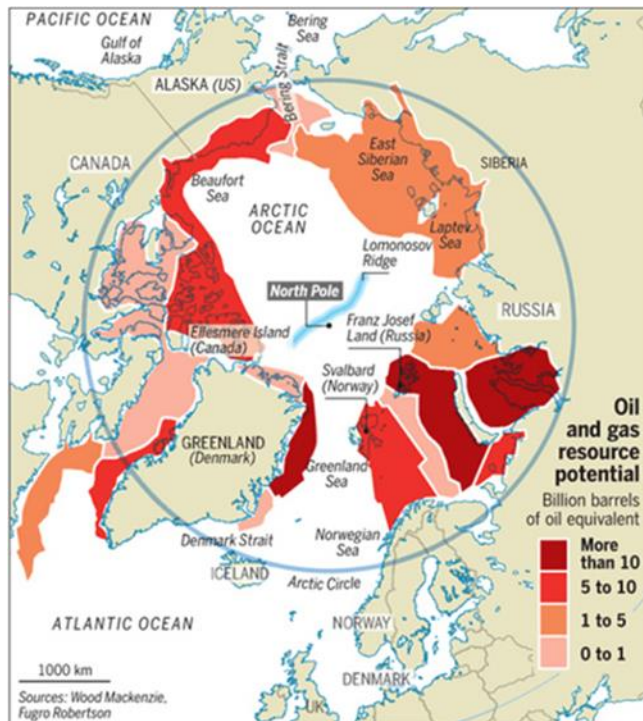 PACIFIC OCEAN
Gulf of
Alaska
Bering
Sea
ALASKA (US)
Bering Strait
CANADA
Beaufort
Sea
East
Siberian
Sea
SIBERIA
ARCTIC
OCEAN
Laptev
Sea
Lomonosov
Ridge
North Pole
RUSSIA
Ellesmere Island
(Canada)
Franz Josef
Land (Russia)
Svalbard
(Norway)
GREENLAND
(Denmark)
Greenland
Sea
Denmark Strait
Norwegian
Sea
ICELAND
Arctic Circle
ATLANTIC OCEAN
NORWAY
DENMARK
UK
Oil
and gas
resource
potential
Billion barrels
of oil equivalent
More
than 10
5 to 10
1 to 5
0 to 1
1000 km
Sources: Wood Mackenzie,
Fugro Robertson